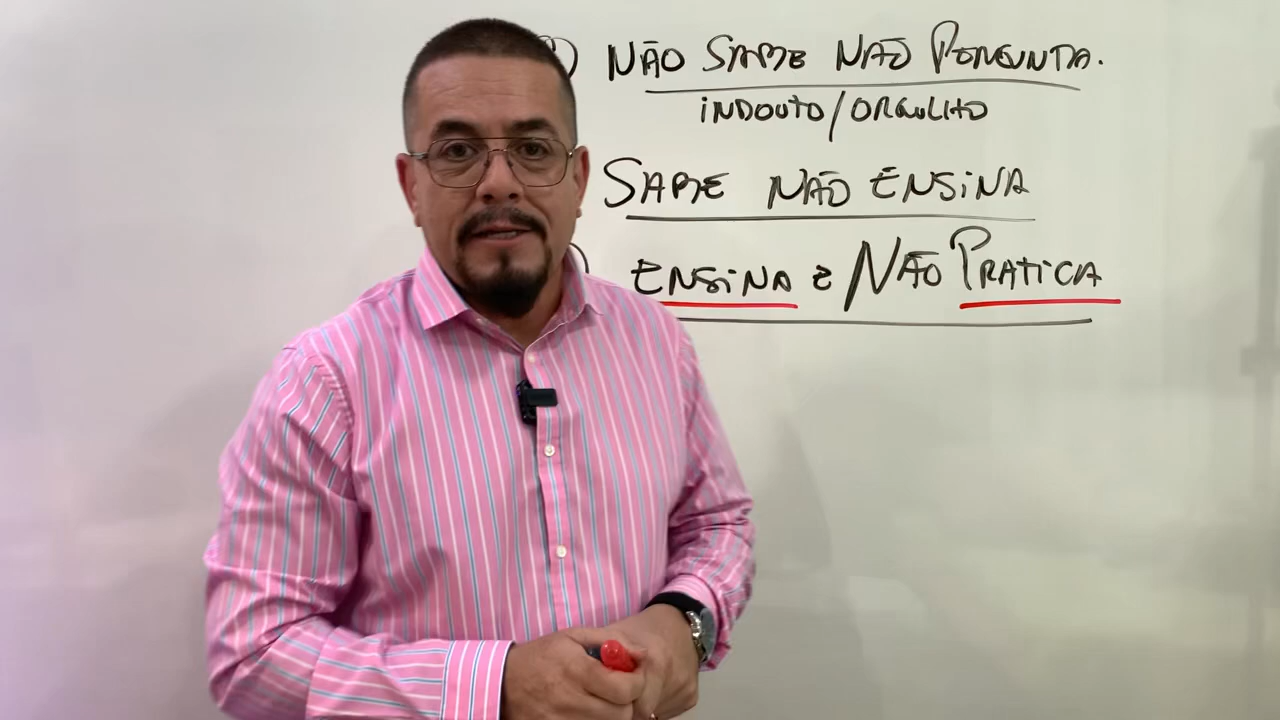 ) NÃO SABE NÃO PERGUNTA.
INDOUTO/ORGULHO
SABE NÃO ENSINA
) ENSINA E NÃO PRATICA